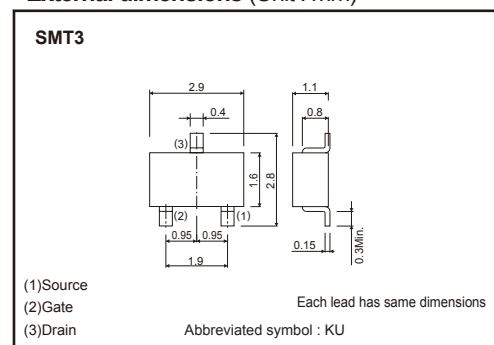 External dimensions (Unit : mm)
SMT3
2.9
1.1
0.4
0.8
(3)
1.6
2.8
(2)
(1)
0.95
0.95
0.15
0.3Min.
1.9
(1)Source
(2)Gate
Each lead has same dimensions
(3)Drain
Abbreviated symbol : KU